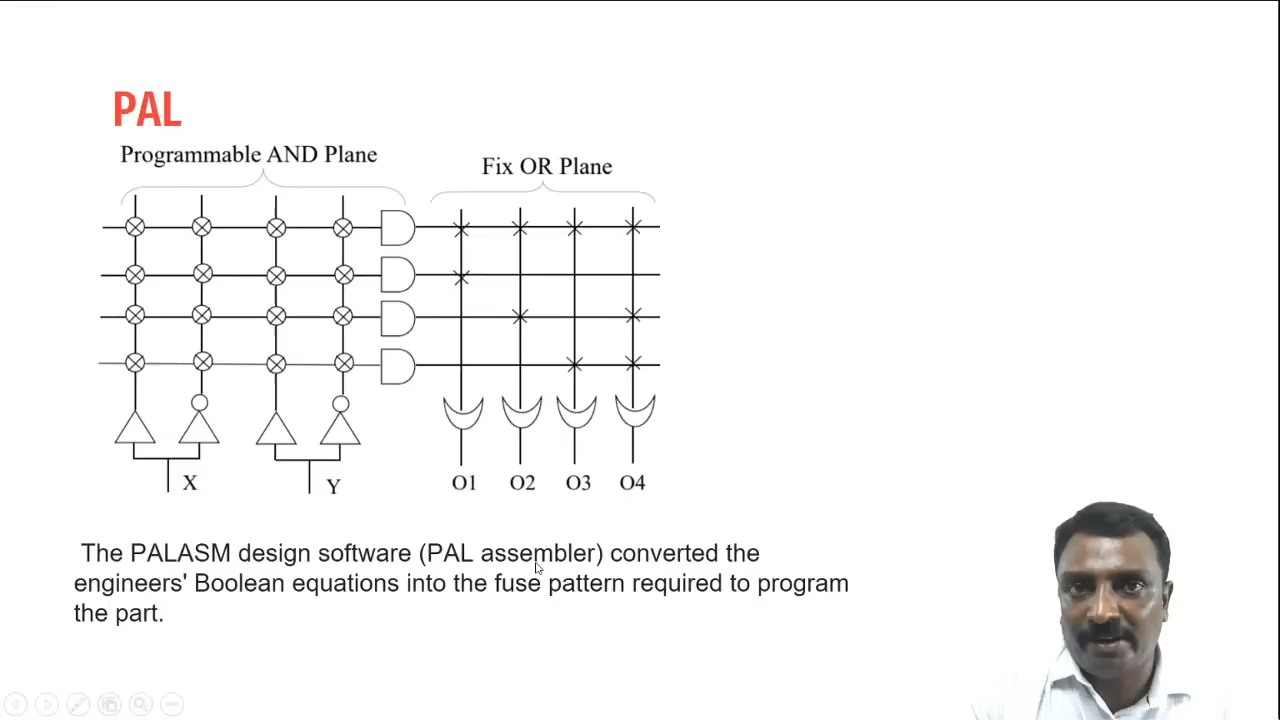 PAL
Programmable AND Plane
Fix OR Plane
X
Y
O1
O2
O3
O4
The PALASM design software (PAL assembler) converted the
engineers' Boolean equations into the fuse pattern required to program
the part.